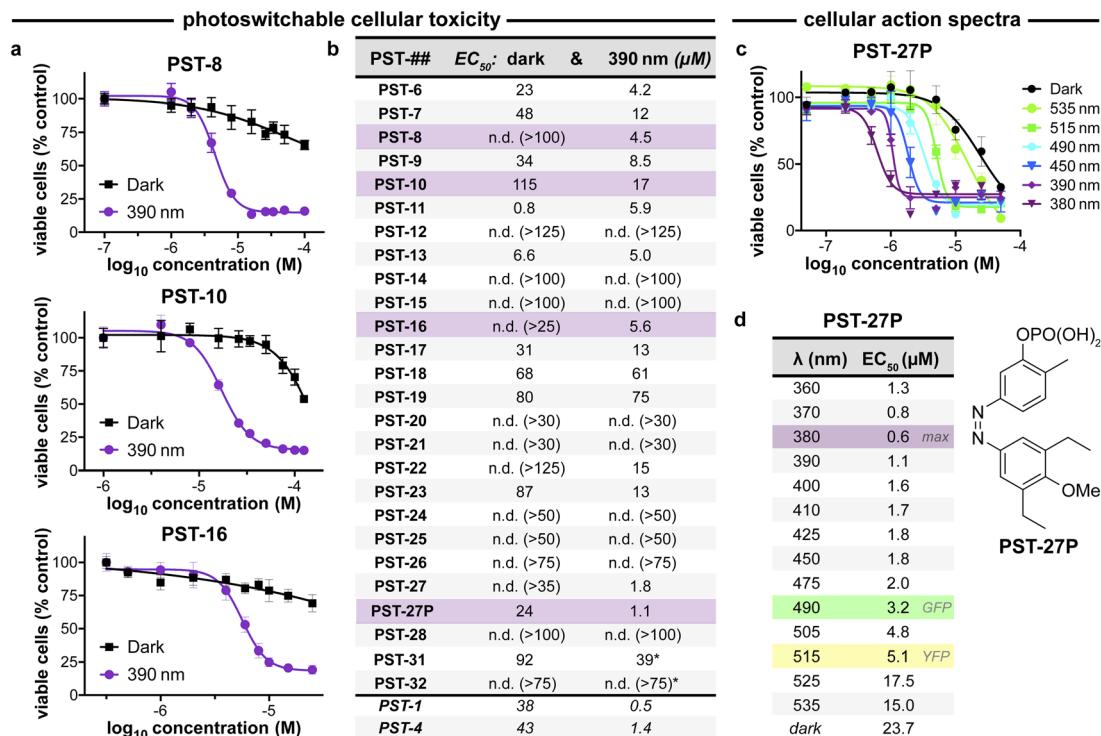 photoswitchable cellular toxicity
cellular action spectra
a
PST-8
viable cells (% control)
100
75
50
25
0
Dark
390 nm
-7
-6
-5
-4
log10 concentration (M)
PST-10
viable cells (% control)
100
75
50
25
0
Dark
390 nm
-6
-5
-4
log10 concentration (M)
PST-16
viable cells (% control)
100
75
50
25
0
Dark
390 nm
-6
-5
log10 concentration (M)
b
PST-## EC50: dark & 390 nm (µM)
PST-6 23 4.2
PST-7 48 12
PST-8 n.d. (>100) 4.5
PST-9 34 8.5
PST-10 115 17
PST-11 0.8 5.9
PST-12 n.d. (>125) n.d. (>125)
PST-13 6.6 5.0
PST-14 n.d. (>100) n.d. (>100)
PST-15 n.d. (>100) n.d. (>100)
PST-16 n.d. (>25) 5.6
PST-17 31 13
PST-18 68 61
PST-19 80 75
PST-20 n.d. (>30) n.d. (>30)
PST-21 n.d. (>30) n.d. (>30)
PST-22 n.d. (>125) 15
PST-23 87 13
PST-24 n.d. (>50) n.d. (>50)
PST-25 n.d. (>50) n.d. (>50)
PST-26 n.d. (>75) n.d. (>75)
PST-27 n.d. (>35) 1.8
PST-27P 24 1.1
PST-28 n.d. (>100) n.d. (>100)
PST-31 92 39*
PST-32 n.d. (>75) n.d. (>75)*
PST-1 38 0.5
PST-4 43 1.4
c
PST-27P
viable cells (% control)
100
50
0
-7
-6
-5
-4
log10 concentration (M)
Dark
535 nm
515 nm
490 nm
450 nm
390 nm
380 nm
d
PST-27P
λ (nm) EC50 (µM)
360 1.3
370 0.8
380 0.6 max
390 1.1
400 1.6
410 1.7
425 1.8
450 1.8
475 2.0
490 3.2 GFP
505 4.8
515 5.1 YFP
525 17.5
535 15.0
dark 23.7
OPO(OH)2
N
N
OMe
PST-27P